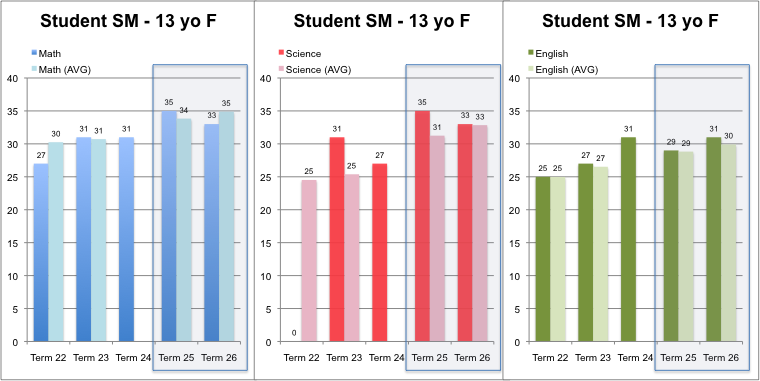 Student SM - 13 yo F
Math
Math (AVG)
40
35
30
25
20
15
10
5
0
27
30
31
31
31
35
34
33
35
Term 22
Term 23
Term 24
Term 25
Term 26
Student SM - 13 yo F
Science
Science (AVG)
40
35
30
25
20
15
10
5
0
0
25
31
25
27
35
31
33
33
Term 22
Term 23
Term 24
Term 25
Term 26
Student SM - 13 yo F
English
English (AVG)
40
35
30
25
20
15
10
5
0
25
25
27
27
31
29
29
31
30
Term 22
Term 23
Term 24
Term 25
Term 26